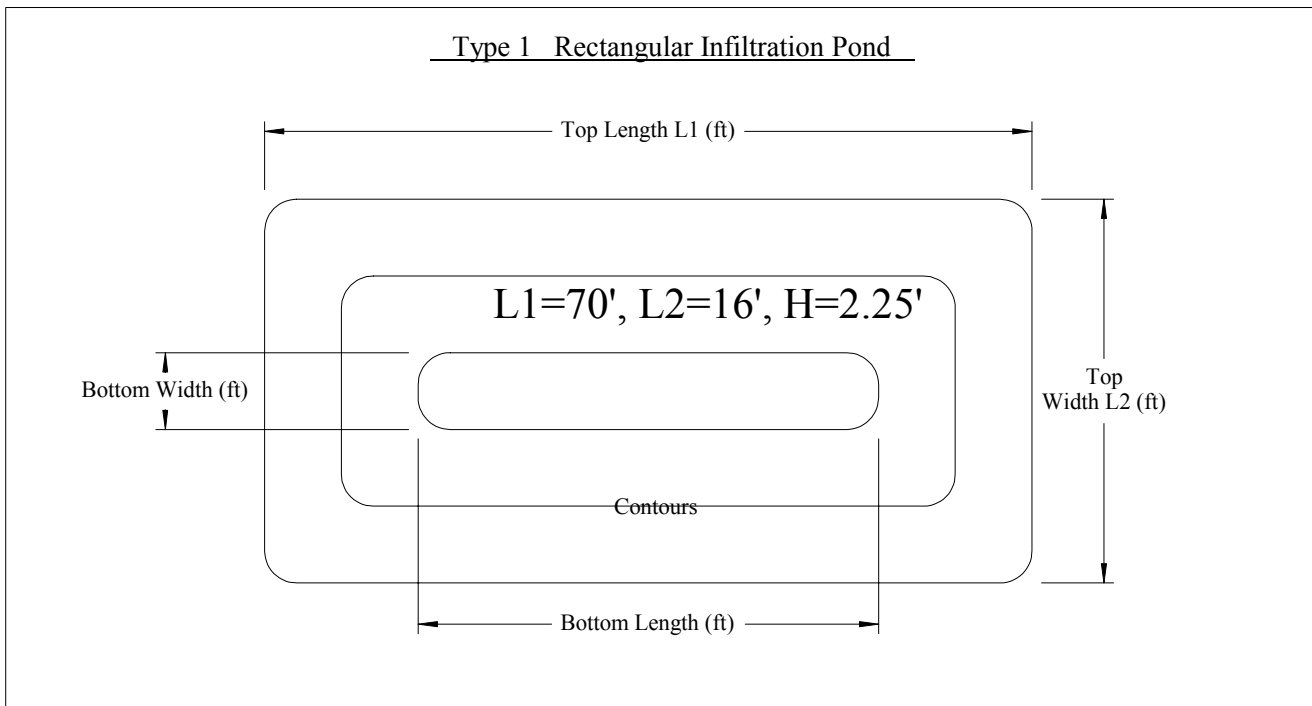 Type 1 Rectangular Infiltration Pond
Top Length L1 (ft)
L1=70', L2=16', H=2.25'
Bottom Width (ft)
Top
Width L2 (ft)
Contours
Bottom Length (ft)